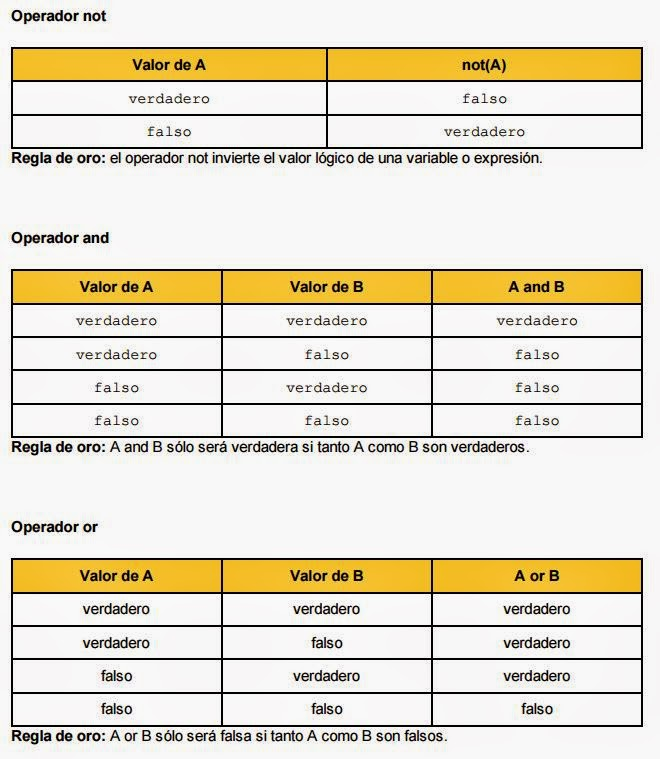 Operador not
Valor de A not(A)
verdadero falso
falso verdadero
Regla de oro: el operador not invierte el valor lógico de una variable o expresión.
Operador and
Valor de A Valor de B A and B
verdadero verdadero verdadero
verdadero falso falso
falso verdadero falso
falso falso falso
Regla de oro: A and B sólo será verdadera si tanto A como B son verdaderos.
Operador or
Valor de A Valor de B A or B
verdadero verdadero verdadero
verdadero falso verdadero
falso verdadero verdadero
falso falso falso
Regla de oro: A or B sólo será falsa si tanto A como B son falsos.